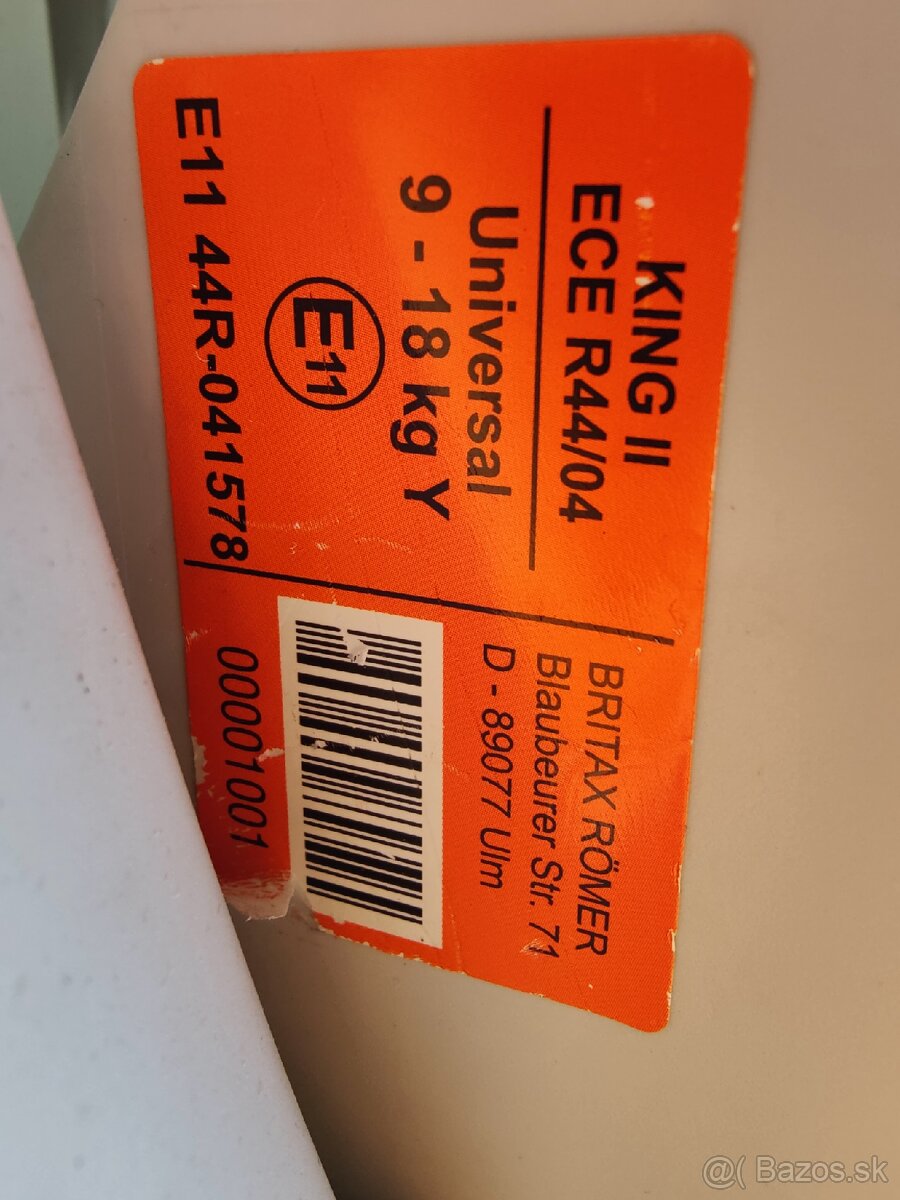 KING II
ECE R44/04
Universal
9 - 18 kg Y
E11
E11 44R-041578
BRITAX RÖMER
Blaubeurer Str. 71
D - 89077 Ulm
00001001
@( Bazos.sk